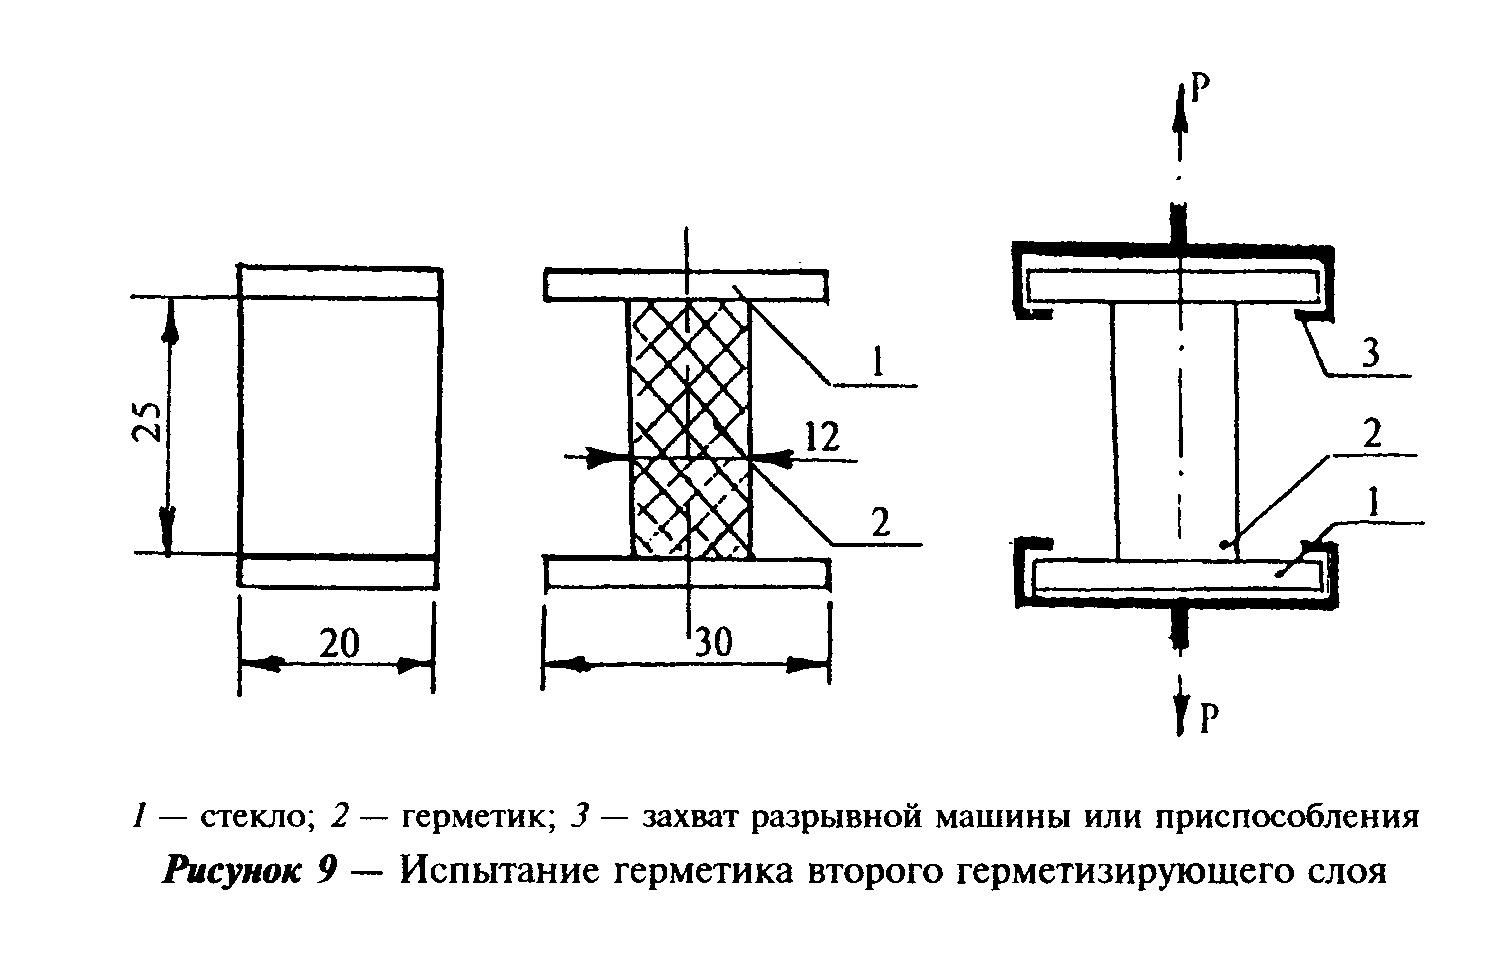 P
1
3
25
12
2
2
1
20
30
P
1 — стекло; 2 — герметик; 3 — захват разрывной машины или приспособления
Рисунок 9 — Испытание герметика второго герметизирующего слоя